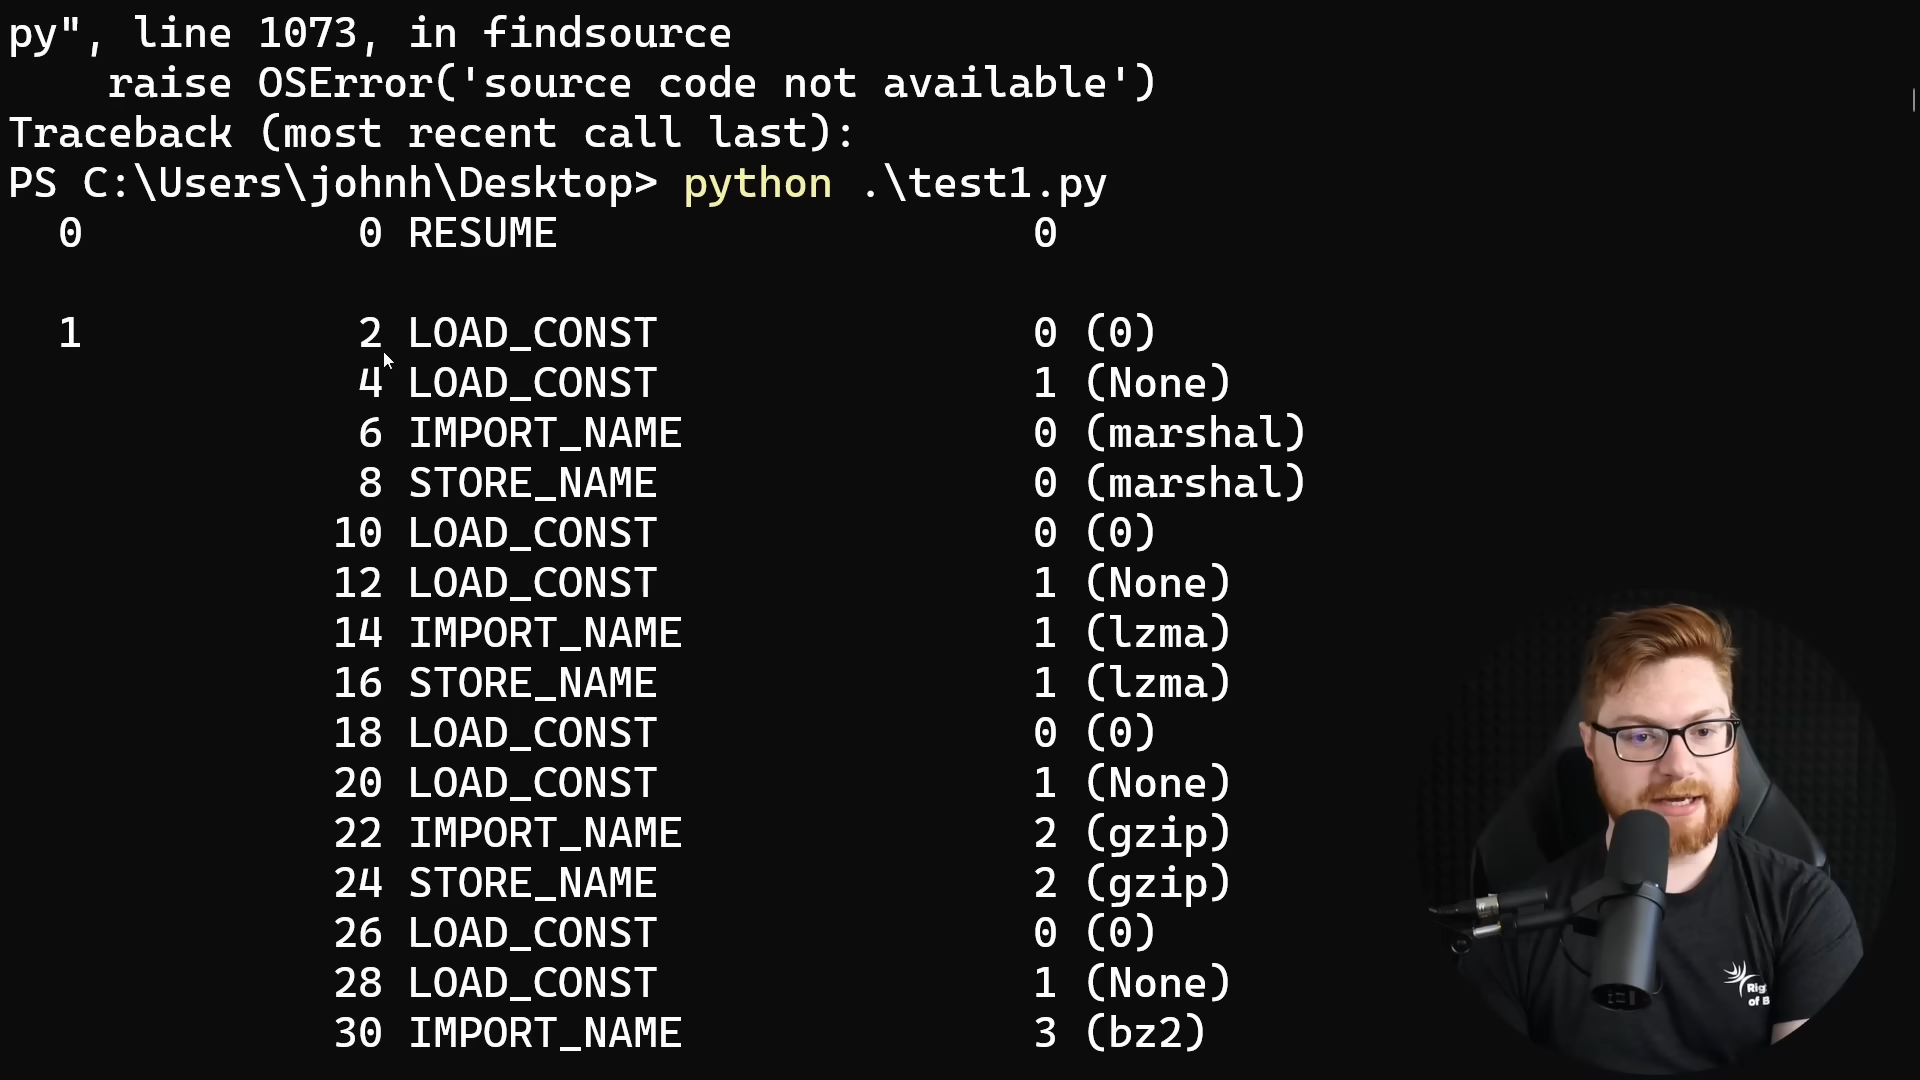 py", line 1073, in findsource
    raise OSError('source code not available')
Traceback (most recent call last):
PS C:\Users\johnh\Desktop> python .\test1.py
  0           0 RESUME                   0

  1           2 LOAD_CONST               0 (0)
              4 LOAD_CONST               1 (None)
              6 IMPORT_NAME              0 (marshal)
              8 STORE_NAME               0 (marshal)
             10 LOAD_CONST               0 (0)
             12 LOAD_CONST               1 (None)
             14 IMPORT_NAME              1 (lzma)
             16 STORE_NAME               1 (lzma)
             18 LOAD_CONST               0 (0)
             20 LOAD_CONST               1 (None)
             22 IMPORT_NAME              2 (gzip)
             24 STORE_NAME               2 (gzip)
             26 LOAD_CONST               0 (0)
             28 LOAD_CONST               1 (None)
             30 IMPORT_NAME              3 (bz2)
of B